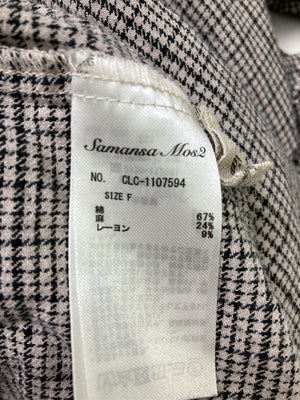 Samansa Mos2
NO. CLC-1107594
SIZE F
綿 67%
麻 24%
レーヨン 9%